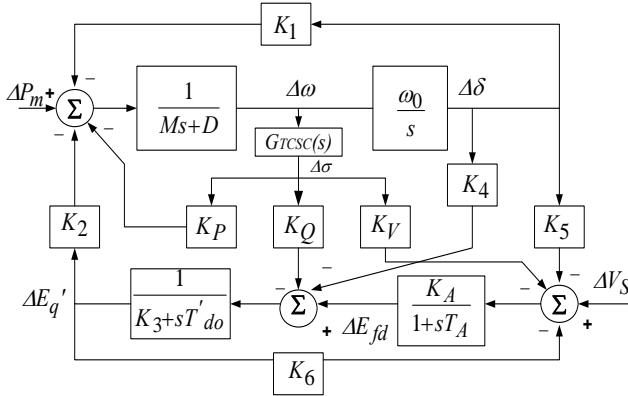 K1
ΔPm +
Σ
1
Ms+D
Δω
ω0
s
Δδ
GTCSC(s)
Δσ
K4
K2
KP
KQ
KV
K5
ΔEq'
1
K3+sT'do
Σ
+
ΔEfd
KA
1+sTA
Σ
ΔVS
+
K6
− − − − − − − −